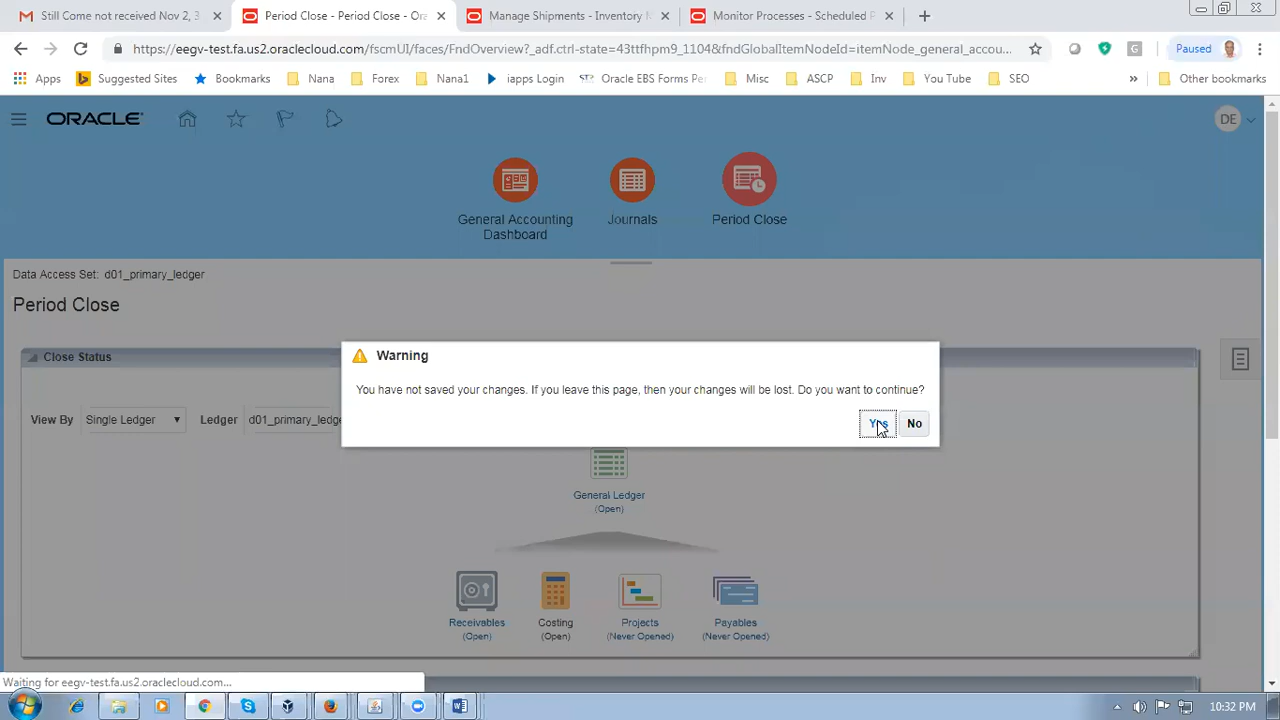 Still Come not received Nov 2, 3
Period Close - Period Close - Ora
Manage Shipments - Inventory M
Monitor Processes - Scheduled P
https://eegv-test.fa.us2.oraclecloud.com/fscmUI/faces/FndOverview?_adf.ctrl-state=43ttfhpm9_1104&fndGlobalItemNodeId=itemNode_general_accou...
Paused
Apps
Suggested Sites
Bookmarks
Nana
Forex
Nana1
iapps Login
Oracle EBS Forms Pe
Misc
ASCP
Inv
You Tube
SEO
Other bookmarks
ORACLE
DE
General Accounting
Dashboard
Journals
Period Close
Data Access Set: d01_primary_ledger
Period Close
Close Status
View By Single Ledger Ledger d01_primary_ledge
Warning
You have not saved your changes. If you leave this page, then your changes will be lost. Do you want to continue?
Yes No
General Ledger
(Open)
Receivables
(Open)
Costing
(Open)
Projects
(Never Opened)
Payables
(Never Opened)
Waiting for eegv-test.fa.us2.oraclecloud.com...
10:32 PM